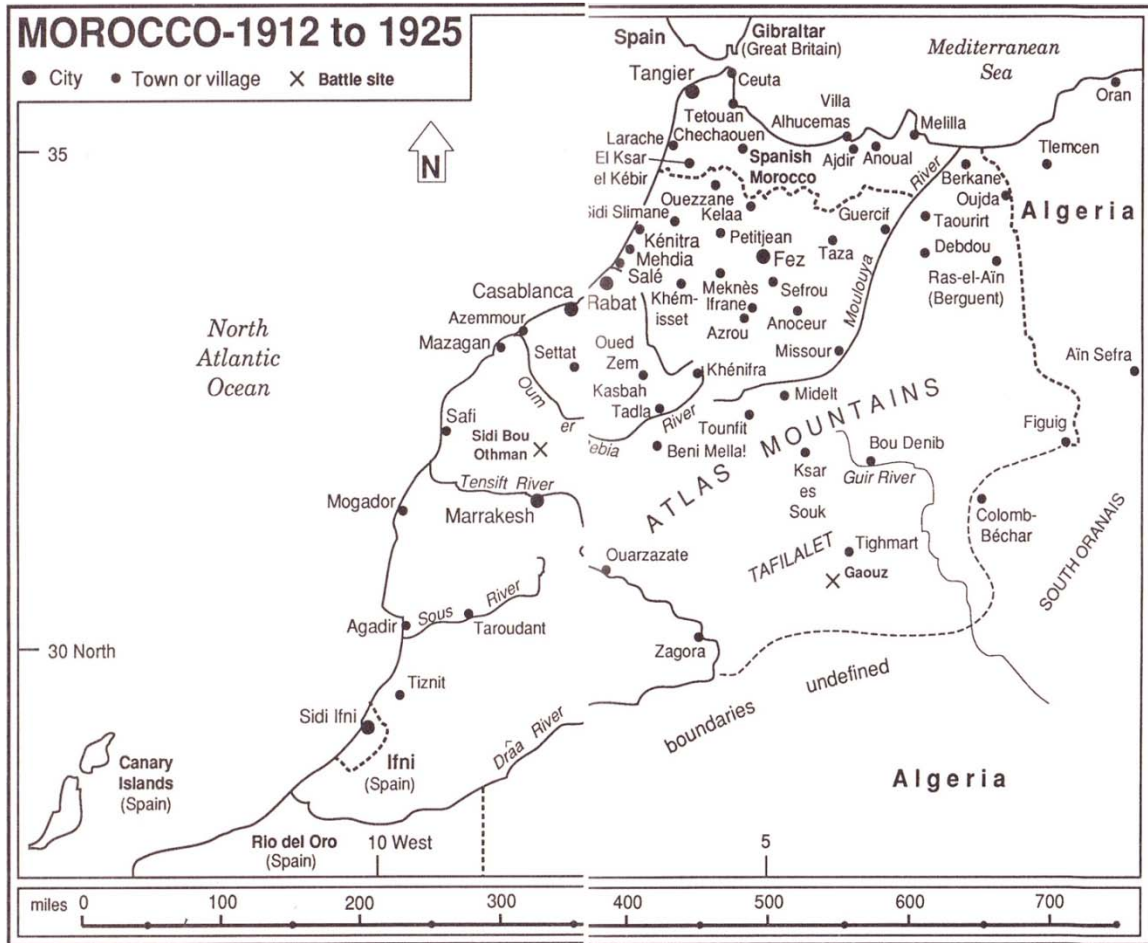 MOROCCO-1912 to 1925
City
Town or village
Battle site
N
35
30 North
10 West
5
Spain
Gibraltar
(Great Britain)
Mediterranean
Sea
Tangier
Ceuta
Tetouan
Chechaouen
Larache
El Ksar
el Kébir
Villa
Alhucemas
Melilla
Oran
Spanish
Morocco
Ajdir
Anoual
River
Tlemcen
Berkane
Oujda
Algeria
Ouezzane
Sidi Slimane
Kelaa
Guercif
Taourirt
Kénitra
Petitjean
Taza
Debdou
Mehdia
Fez
Salé
Ras-el-Aïn
(Berguent)
Meknès
Moulouya
Casablanca
Rabat
Khém-
isset
Ifrane
Sefrou
Azemmour
Azrou
Anoceur
Mazagan
Settat
Oued
Zem
Missour
Khénifra
Aïn Sefra
North
Atlantic
Ocean
Oum
er
Rebia
River
Kasbah
Tadla
Midelt
Tounfit
Beni Mella!
Safi
Sidi Bou
Othman
ATLAS MOUNTAINS
Figuig
Bou Denib
Guir River
Ksar
es
Souk
Tensift River
Mogador
Marrakesh
Colomb-
Béchar
SOUTH ORANAIS
Ouarzazate
TAFILALET
Tighmart
Gaouz
Sous River
Agadir
Taroudant
Zagora
Tiznit
boundaries undefined
Sidi Ifni
Ifni
(Spain)
Drâa River
Canary
Islands
(Spain)
Algeria
Rio del Oro
(Spain)
miles 0 100 200 300 400 500 600 700